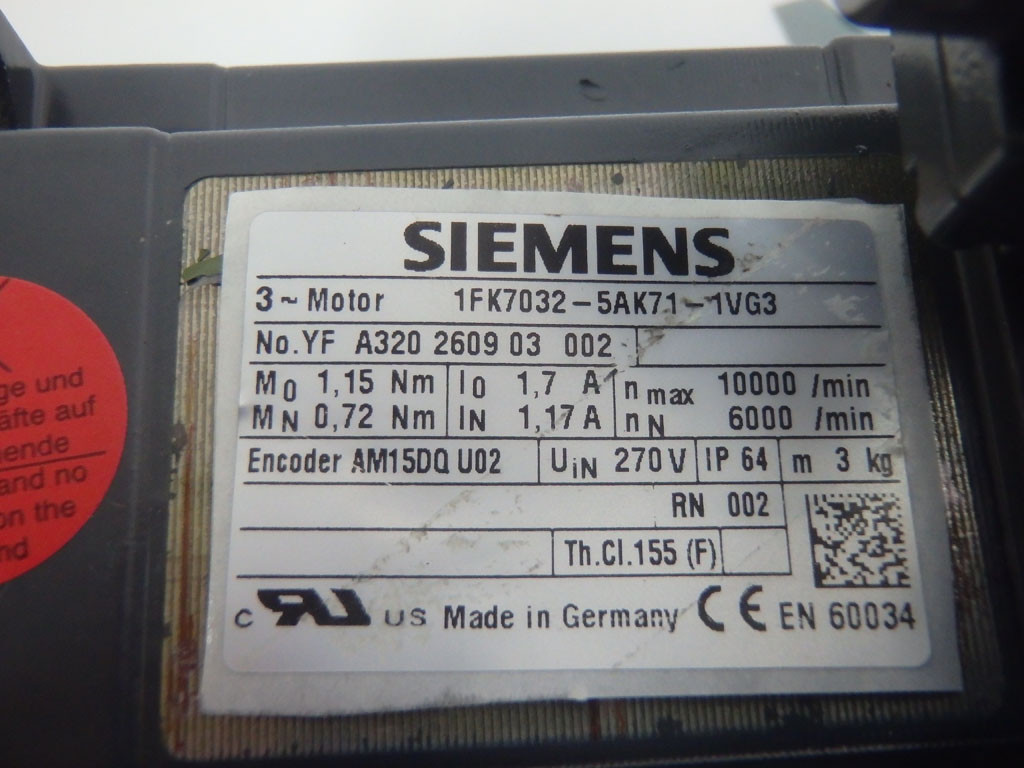 SIEMENS
3 ~ Motor 1FK7032-5AK71-1VG3
No.YF A320 2609 03 002
M0 1,15 Nm I0 1,7 A nmax 10000 /min
MN 0,72 Nm IN 1,17 A nN 6000 /min
Encoder AM15DQ U02 UiN 270 V IP 64 m 3 kg
RN 002
Th.Cl.155 (F)
C US Made in Germany CE EN 60034
ge und
äfte auf
ende
and no
on the
nd